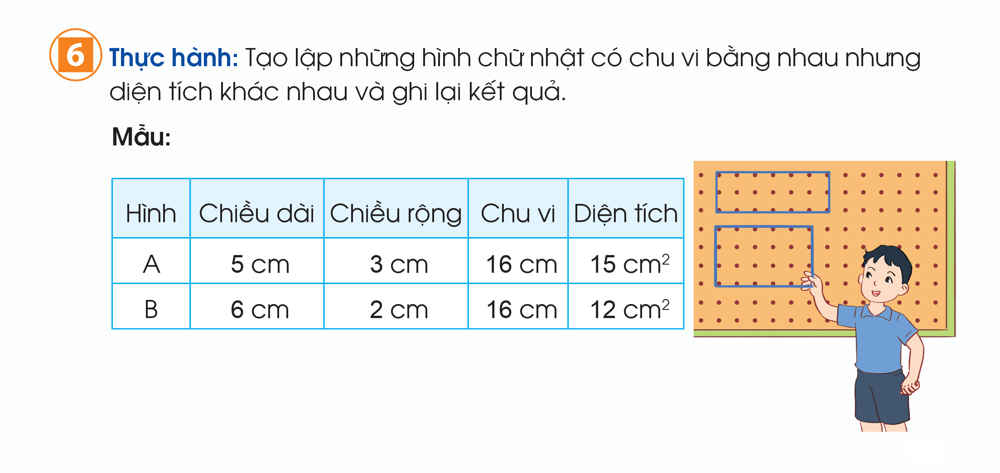 6 Thực hành: Tạo lập những hình chữ nhật có chu vi bằng nhau nhưng
diện tích khác nhau và ghi lại kết quả.
Mẫu:
Hình Chiều dài Chiều rộng Chu vi Diện tích
A 5 cm 3 cm 16 cm 15 cm²
B 6 cm 2 cm 16 cm 12 cm²